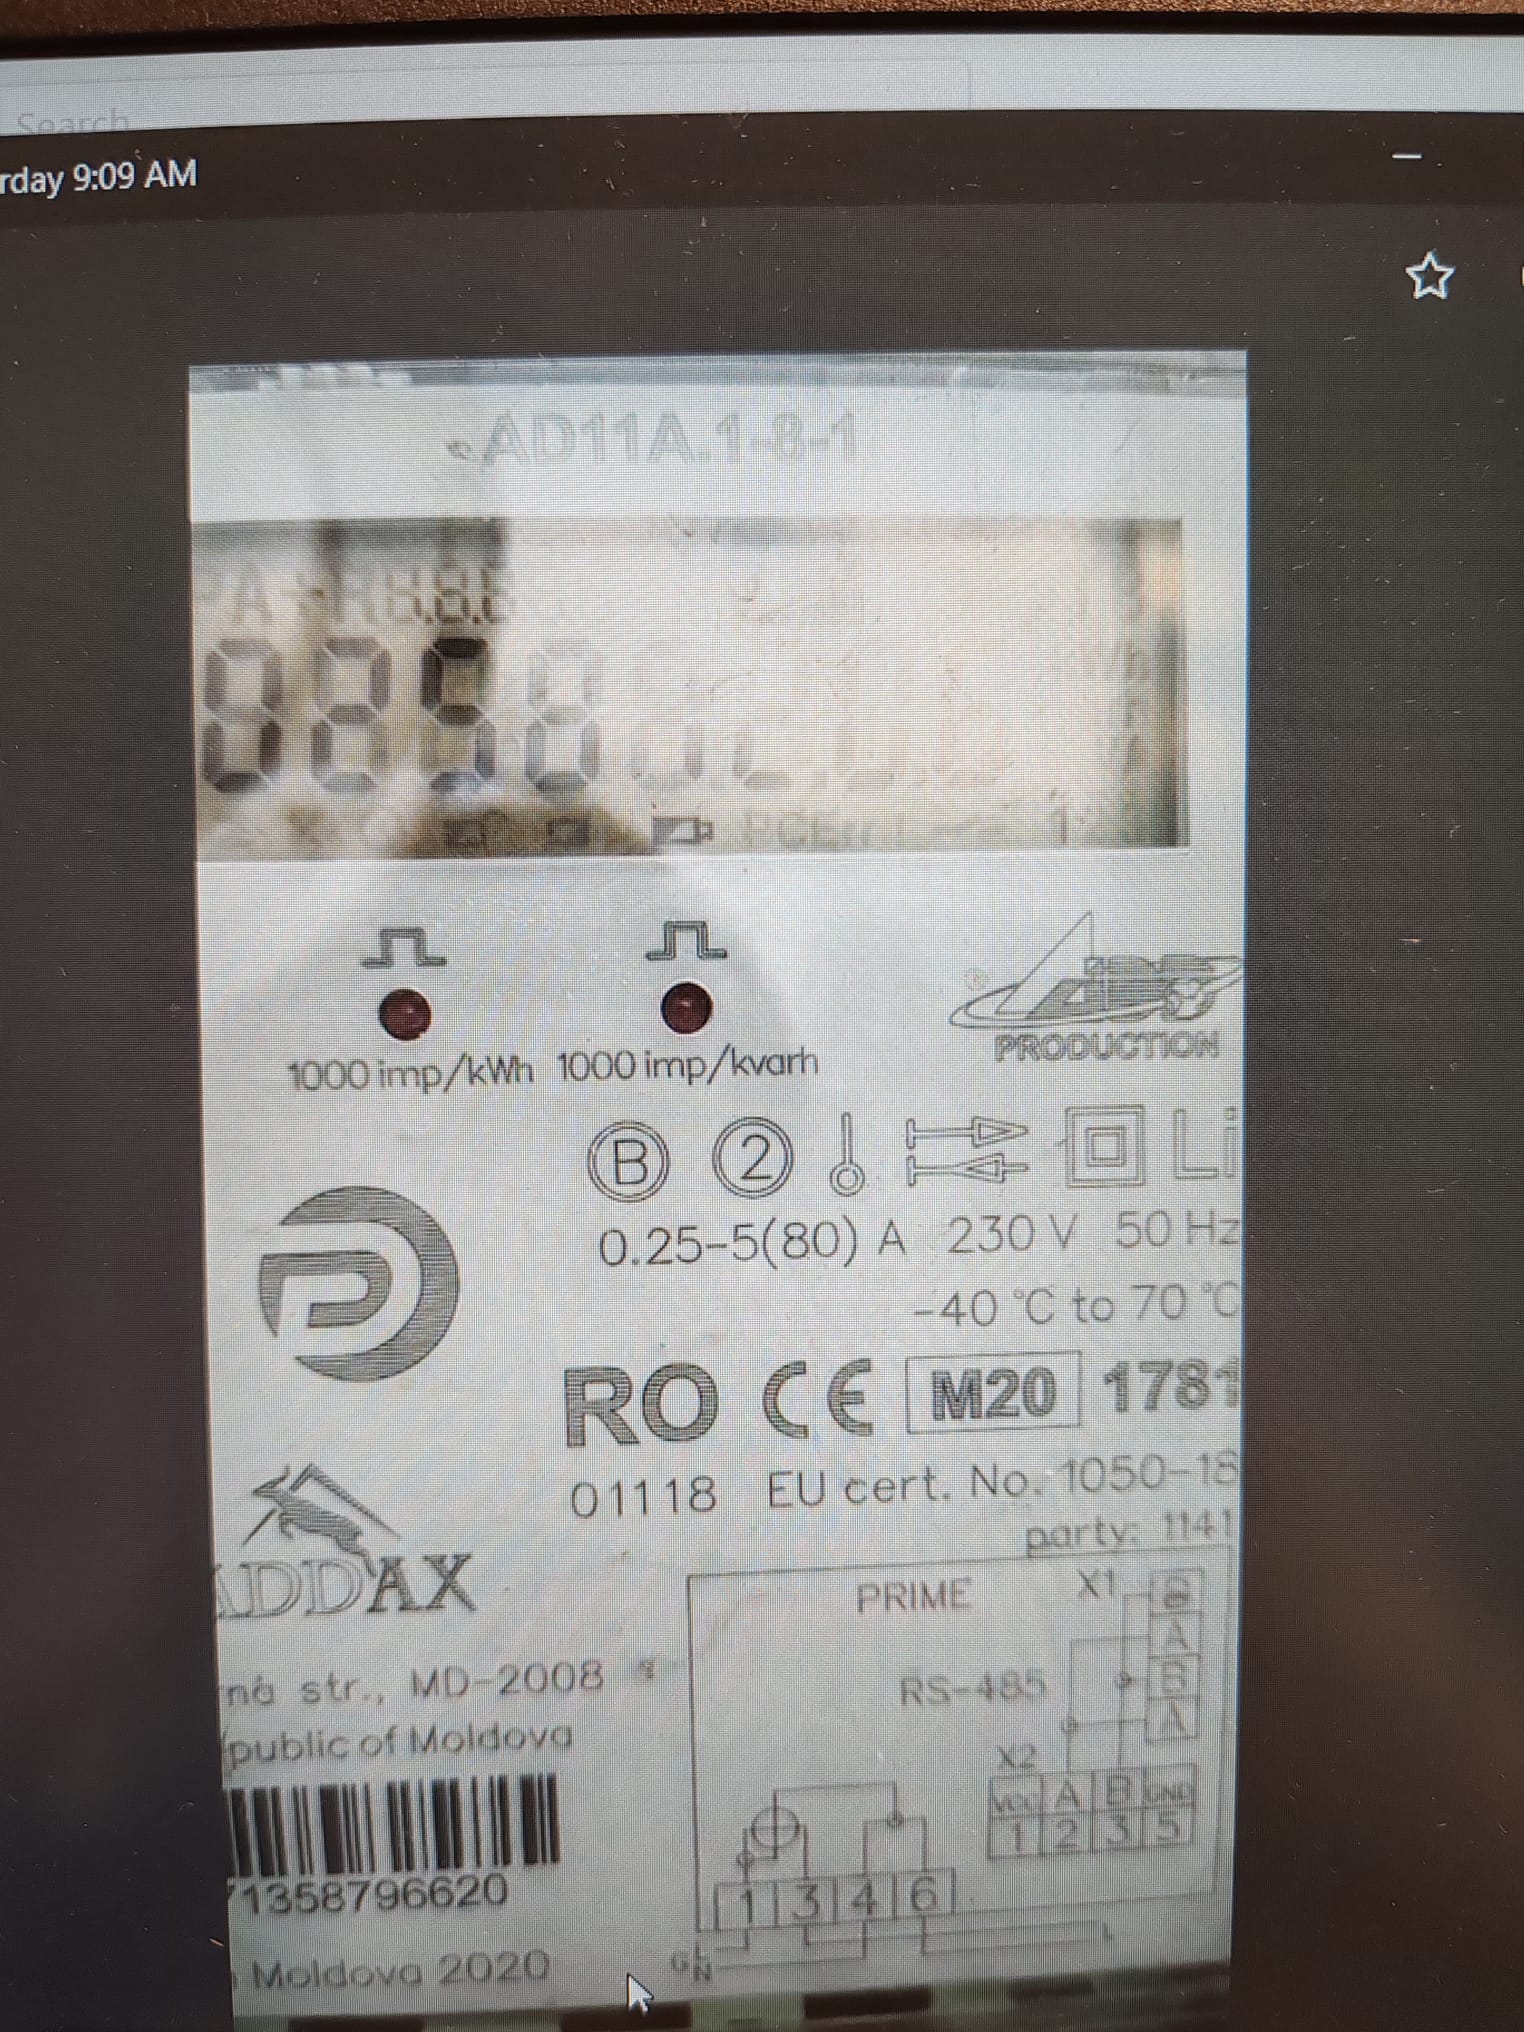 Search
rday 9:09 AM
AD11A.1-8-1
1000 imp/kWh 1000 imp/kvarh
PRODUCTION
B 2 Li
0.25-5(80) A 230 V 50 Hz
-40 °C to 70 °C
RO CE M20 1781
01118 EU cert. No. 1050-18
party: 1141
ADDAX
PRIME X1
A
RS-485 B
A
na str., MD-2008
public of Moldova
X2
A B GND
1 2 3 5
71358796620
1 3 4 6
L
N
Moldova 2020